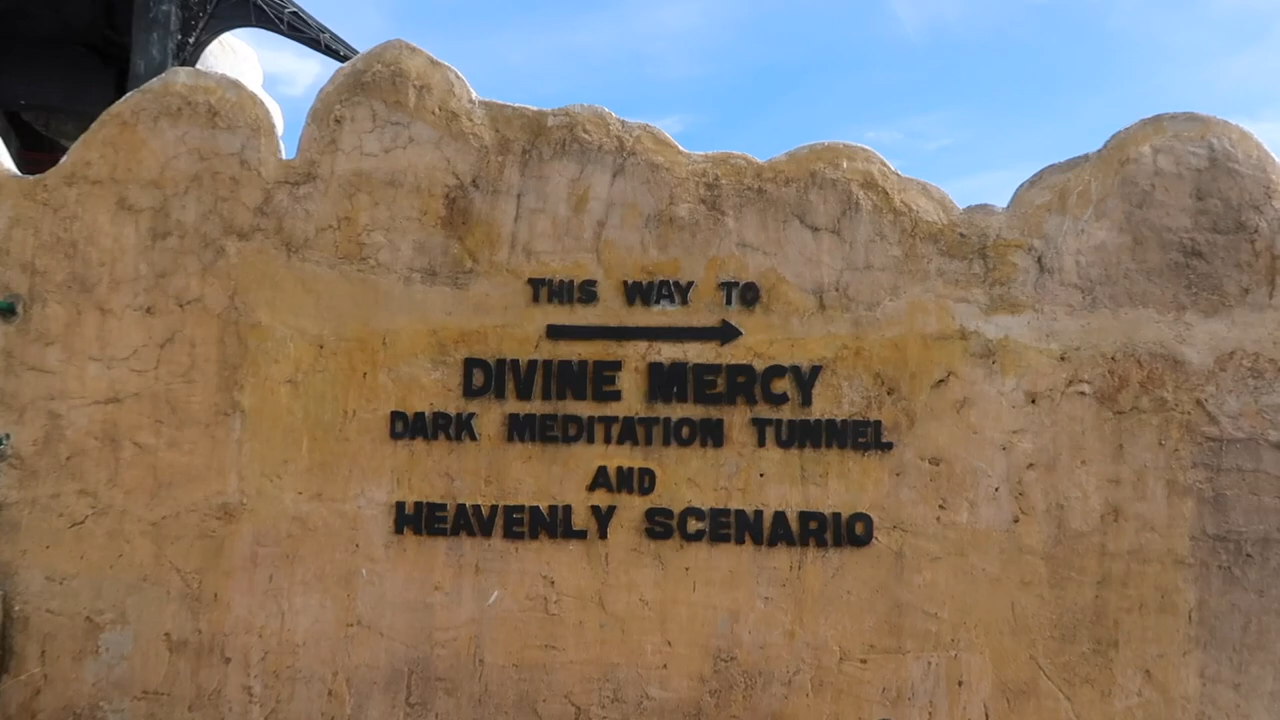 THIS WAY TO
DIVINE MERCY
DARK MEDITATION TUNNEL
AND
HEAVENLY SCENARIO